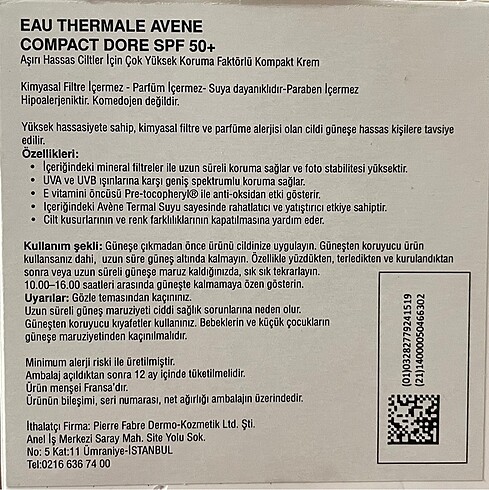 EAU THERMALE AVENE
COMPACT DORE SPF 50+
Aşırı Hassas Ciltler İçin Çok Yüksek Koruma Faktörlü Kompakt Krem
Kimyasal Filtre İçermez - Parfüm İçermez- Suya dayanıklıdır-Paraben İçermez
Hipoalerjeniktir. Komedojen değildir.
Yüksek hassasiyete sahip, kimyasal filtre ve parfüme alerjisi olan cildi güneşe hassas kişilere tavsiye
edilir.
Özellikleri:
• İçeriğindeki mineral filtreler ile uzun süreli koruma sağlar ve foto stabilitesi yüksektir.
• UVA ve UVB ışınlarına karşı geniş spektrumlu koruma sağlar.
• E vitamini öncüsü Pre-tocopheryl® ile anti-oksidan etki gösterir.
• İçeriğindeki Avène Termal Suyu sayesinde rahatlatıcı ve yatıştırıcı etkiye sahiptir.
• Cilt kusurlarının ve renk farklılıklarının kapatılmasına yardım eder.
Kullanım şekli: Güneşe çıkmadan önce ürünü cildinize uygulayın. Güneşten koruyucu ürün
kullansanız dahi, uzun süre güneş altında kalmayın. Özellikle yüzdükten, terledikten ve kurulandıktan
sonra veya uzun süreli güneşe maruz kaldığınızda, sık sık tekrarlayın.
10.00–16.00 saatleri arasında güneşte kalmamaya özen gösterin.
Uyarılar: Gözle temasından kaçınınız.
Uzun süreli güneş maruziyeti ciddi sağlık sorunlarına neden olur.
Güneşten koruyucu kıyafetler kullanınız. Bebeklerin ve küçük çocukların
güneşe maruziyetinden kaçınılmalıdır.
Minimum alerji riski ile üretilmiştir.
Ambalaj açıldıktan sonra 12 ay içinde tüketilmelidir.
Ürün menşei Fransa'dır.
Ürünün bileşimi, seri numarası, net ağırlığı ambalajın üzerindedir.
İthalatçı Firma: Pierre Fabre Dermo-Kozmetik Ltd. Şti.
Anel İş Merkezi Saray Mah. Site Yolu Sok.
No: 5 Kat:11 Ümraniye-İSTANBUL
Tel:0216 636 74 00
(01)03282779241519
(21)14000050466302